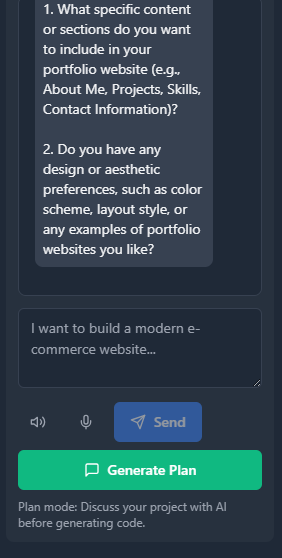 1. What specific content
or sections do you want
to include in your
portfolio website (e.g.,
About Me, Projects, Skills,
Contact Information)?
2. Do you have any
design or aesthetic
preferences, such as color
scheme, layout style, or
any examples of portfolio
websites you like?
I want to build a modern e-
commerce website...
Send
Generate Plan
Plan mode: Discuss your project with AI
before generating code.